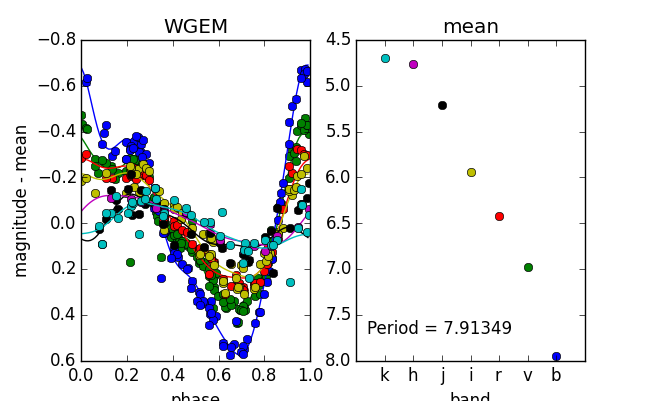 WGEM
mean
magnitude - mean
−0.8
−0.6
−0.4
−0.2
0.0
0.2
0.4
0.6
0.0 0.2 0.4 0.6 0.8 1.0
phase
4.5
5.0
5.5
6.0
6.5
7.0
7.5
8.0
Period = 7.91349
k h j i r v b
band